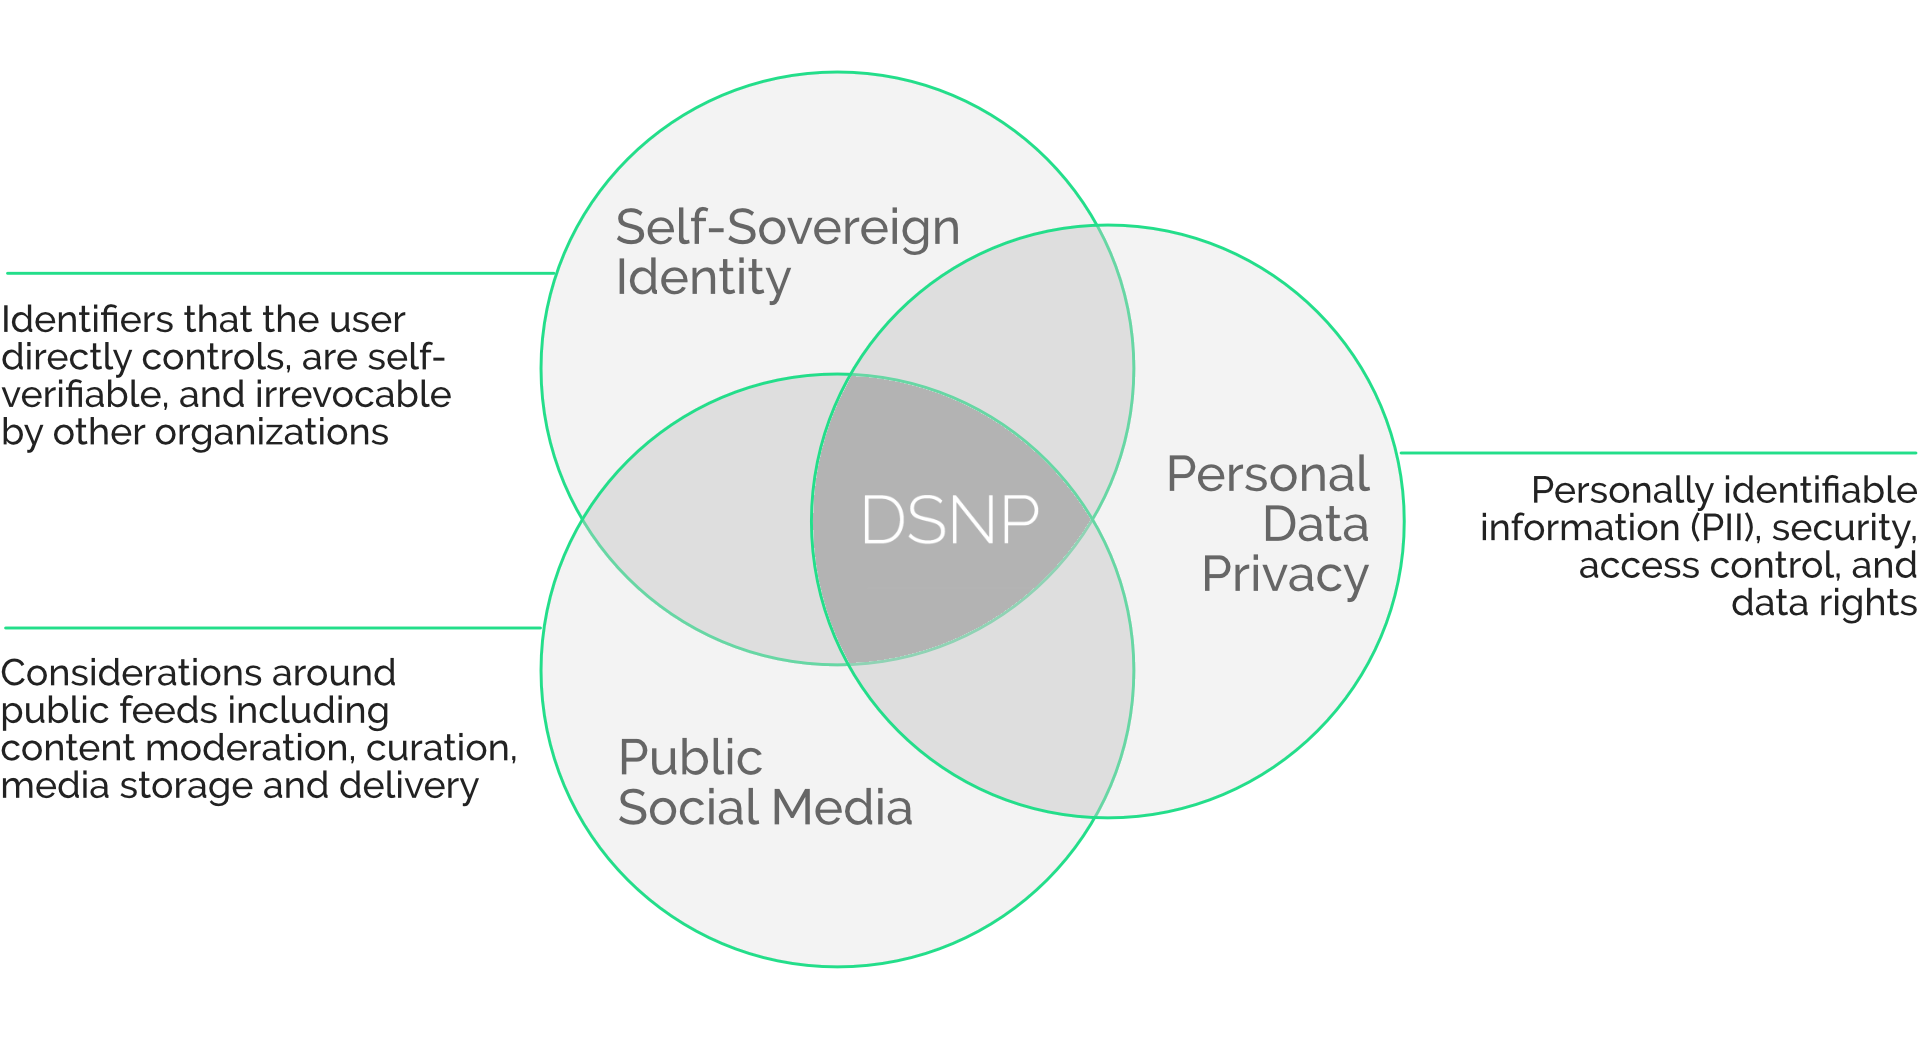 Self-Sovereign
Identity
Identifiers that the user
directly controls, are self-
verifiable, and irrevocable
by other organizations
Personal
Data
Privacy
Personally identifiable
information (PII), security,
access control, and
data rights
DSNP
Considerations around
public feeds including
content moderation, curation,
media storage and delivery
Public
Social Media